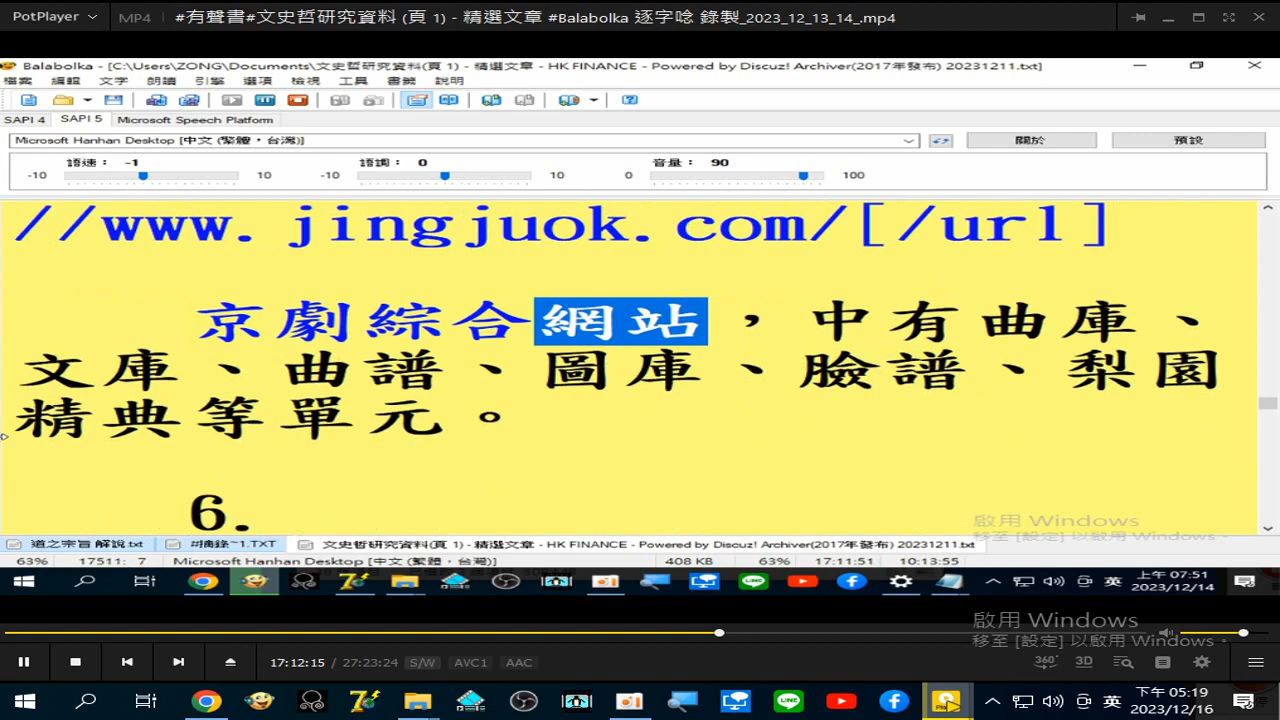 PotPlayer MP4 #有聲書#文史哲研究資料 (頁 1) - 精選文章 #Balabolka 逐字唸 錄製_2023_12_13_14_.mp4
Balabolka - [C:\Users\ZONG\Documents\文史哲研究資料(頁 1) - 精選文章 - HK FINANCE - Powered by Discuz! Archiver(2017年發布) 20231211.txt]
檔案 編輯 文字 朗讀 引擎 選項 檢視 工具 書籤 說明
SAPI 4 SAPI 5 Microsoft Speech Platform
Microsoft Hanhan Desktop [中文 (繁體，台灣)] 關於 預設
語速： -1 語調： 0 音量： 90
-10 10 -10 10 0 100
//www.jingjuok.com/[/url]
京劇綜合網站，中有曲庫、
文庫、曲譜、圖庫、臉譜、梨園
精典等單元。
6.
啟用 Windows
移至 [設定] 以啟用 Windows。
道之宗旨 解說.txt #摘錄~1.TXT 文史哲研究資料(頁 1) - 精選文章 - HK FINANCE - Powered by Discuz! Archiver(2017年發布) 20231211.txt
63% 17511: 7 Microsoft Hanhan Desktop [中文 (繁體，台灣)] 408 KB 63% 17:11:51 10:13:55
英 上午 07:51
2023/12/14
啟用 Windows
移至 [設定] 以啟用 Windows。
17:12:15 / 27:23:24 S/W AVC1 AAC 360° 3D
英 下午 05:19
2023/12/16